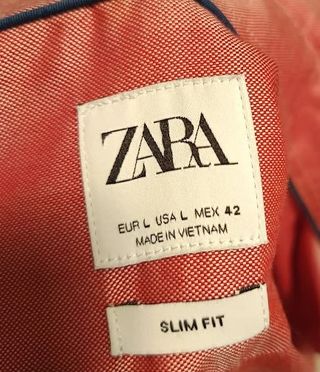 ZARA
EUR L USA L MEX 42
MADE IN VIETNAM
SLIM FIT